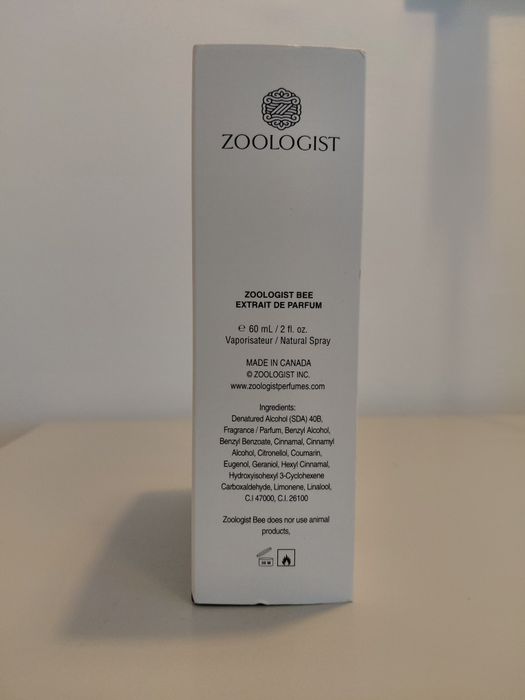 ZOOLOGIST
ZOOLOGIST BEE
EXTRAIT DE PARFUM
℮ 60 mL / 2 fl. oz.
Vaporisateur / Natural Spray
MADE IN CANADA
© ZOOLOGIST INC.
www.zoologistperfumes.com
Ingredients:
Denatured Alcohol (SDA) 40B,
Fragrance / Parfum, Benzyl Alcohol,
Benzyl Benzoate, Cinnamal, Cinnamyl
Alcohol, Citronellol, Coumarin,
Eugenol, Geraniol, Hexyl Cinnamal,
Hydroxyisohexyl 3-Cyclohexene
Carboxaldehyde, Limonene, Linalool,
C.I 47000, C.I. 26100
Zoologist Bee does nor use animal
products,